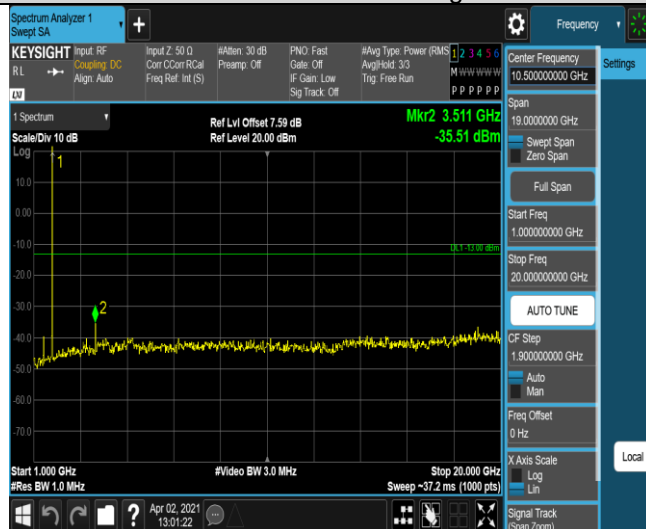 Spectrum Analyzer 1
Swept SA
Frequency
KEYSIGHT
RL
LXI
Input: RF
Coupling: DC
Align: Auto
Input Z: 50 Ω
Corr CCorr RCal
Freq Ref: Int (S)
#Atten: 30 dB
Preamp: Off
PNO: Fast
Gate: Off
IF Gain: Low
Sig Track: Off
#Avg Type: Power (RMS
Avg|Hold: 3/3
Trig: Free Run
1 2 3 4 5 6
M W W W W W
P P P P P P
1 Spectrum
Scale/Div 10 dB
Log
Ref Lvl Offset 7.59 dB
Ref Level 20.00 dBm
Mkr2 3.511 GHz
-35.51 dBm
1
10.0
0.00
DL1 -13.00 dBm
-10.0
-20.0
-30.0
2
-40.0
-50.0
-60.0
-70.0
Start 1.000 GHz
#Res BW 1.0 MHz
#Video BW 3.0 MHz
Stop 20.000 GHz
Sweep ~37.2 ms (1000 pts)
?
Apr 02, 2021
13:01:22
Center Frequency
10.500000000 GHz
Span
19.0000000 GHz
Swept Span
Zero Span
Full Span
Start Freq
1.000000000 GHz
Stop Freq
20.000000000 GHz
AUTO TUNE
CF Step
1.900000000 GHz
Auto
Man
Freq Offset
0 Hz
X Axis Scale
Log
Lin
Signal Track
(Span Zoom)
Settings
Local